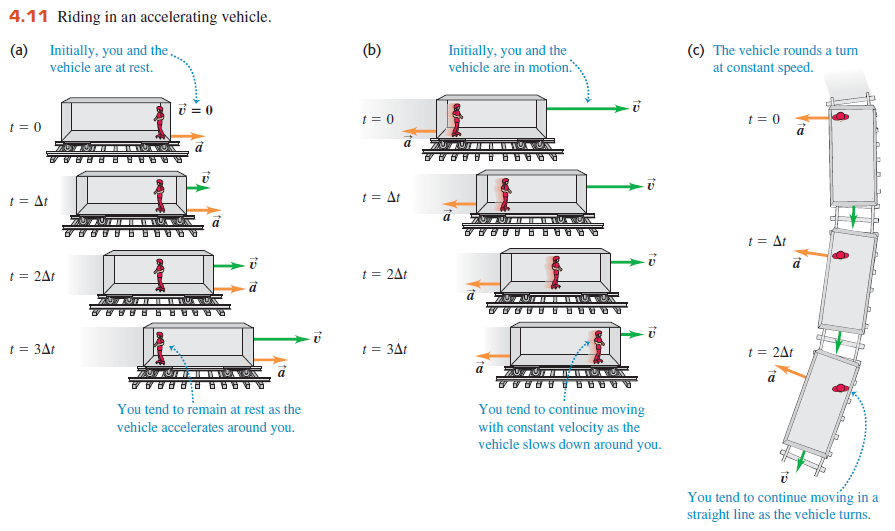 4.11 Riding in an accelerating vehicle.
(a) Initially, you and the
vehicle are at rest.
v⃗ = 0
t = 0
a⃗
v⃗
t = Δt
a⃗
v⃗
t = 2Δt
a⃗
v⃗
t = 3Δt
a⃗
You tend to remain at rest as the
vehicle accelerates around you.
(b) Initially, you and the
vehicle are in motion.
v⃗
t = 0
a⃗
v⃗
t = Δt
a⃗
v⃗
t = 2Δt
a⃗
v⃗
t = 3Δt
a⃗
You tend to continue moving
with constant velocity as the
vehicle slows down around you.
(c) The vehicle rounds a turn
at constant speed.
t = 0
a⃗
t = Δt
a⃗
t = 2Δt
a⃗
v⃗
You tend to continue moving in a
straight line as the vehicle turns.